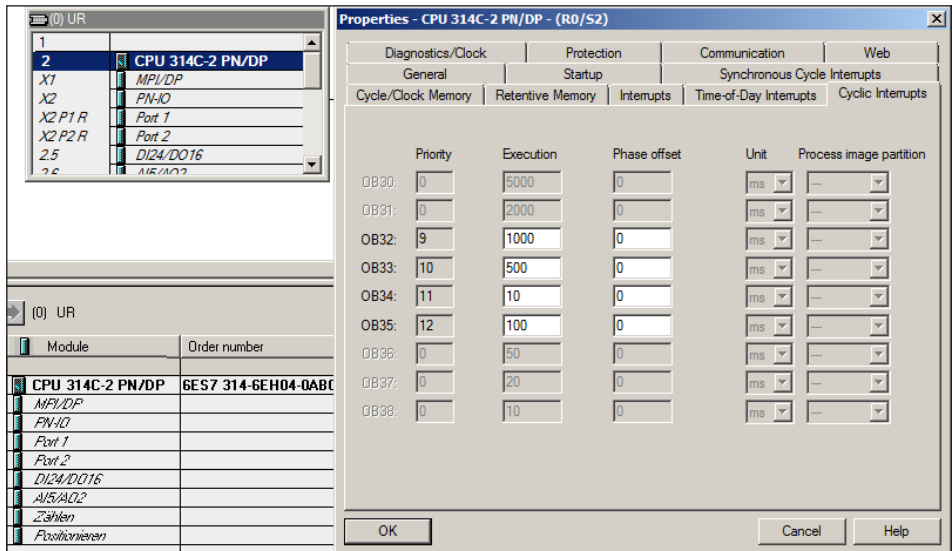 (0) UR
1
2 CPU 314C-2 PN/DP
X1 MPI/DP
X2 PN-IO
X2 P1 R Port 1
X2 P2 R Port 2
2.5 DI24/DO16
2.6 AI5/AO2
(0) UR
Module Order number
CPU 314C-2 PN/DP 6ES7 314-6EH04-0AB0
MPI/DP
PN-IO
Port 1
Port 2
DI24/DO16
AI5/AO2
Zählen
Positionieren
Properties - CPU 314C-2 PN/DP - (R0/S2)
Diagnostics/Clock Protection Communication Web
General Startup Synchronous Cycle Interrupts
Cycle/Clock Memory Retentive Memory Interrupts Time-of-Day Interrupts Cyclic Interrupts
Priority Execution Phase offset Unit Process image partition
OB30: 0 5000 0 ms ---
OB31: 0 2000 0 ms ---
OB32: 9 1000 0 ms ---
OB33: 10 500 0 ms ---
OB34: 11 10 0 ms ---
OB35: 12 100 0 ms ---
OB36: 0 50 0 ms ---
OB37: 0 20 0 ms ---
OB38: 0 10 0 ms ---
OK Cancel Help